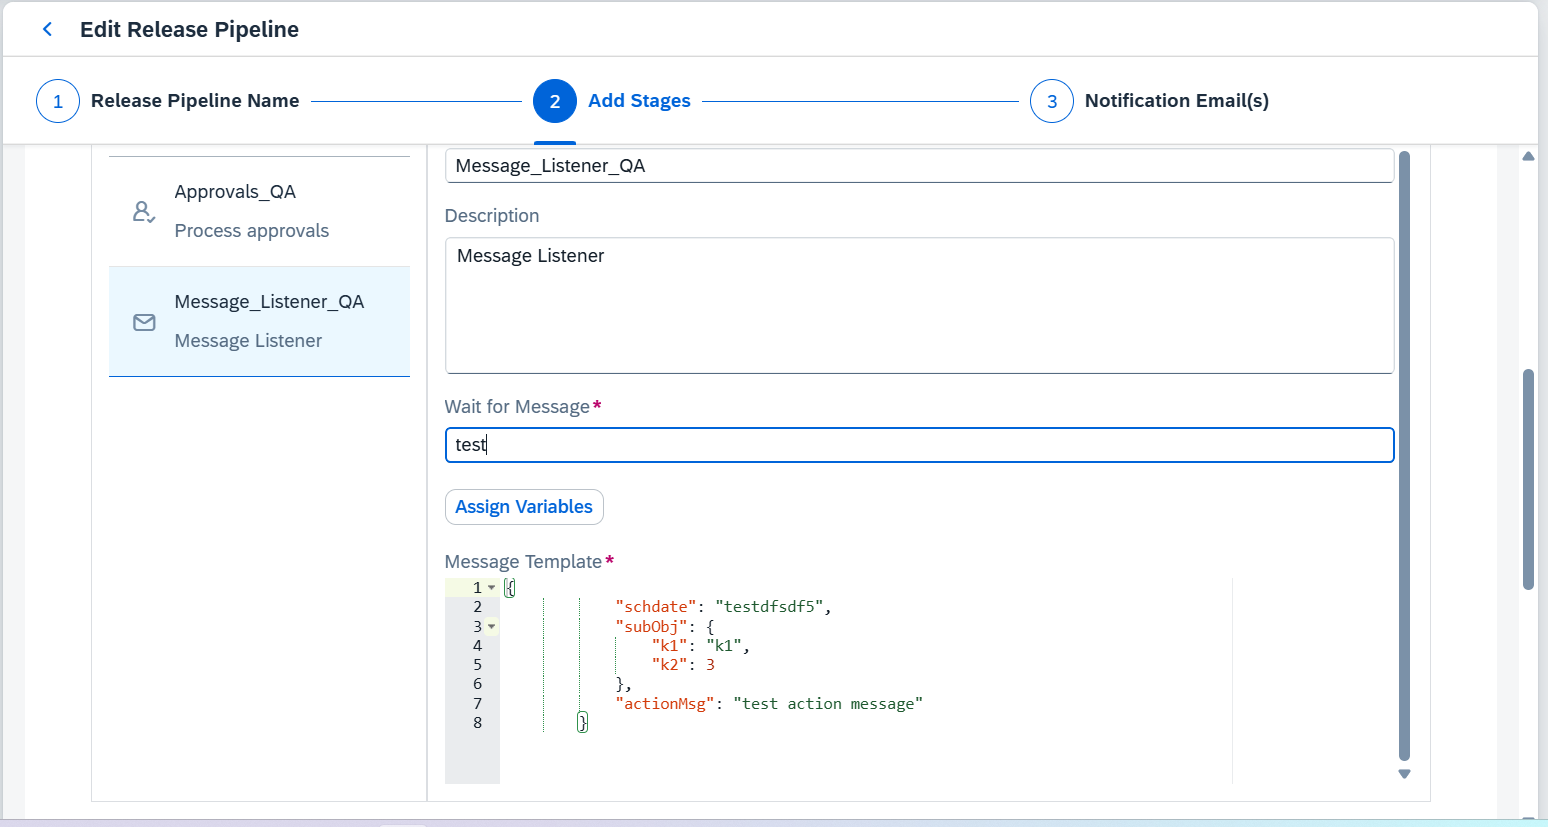 Edit Release Pipeline
1 Release Pipeline Name
2 Add Stages
3 Notification Email(s)
Approvals_QA
Process approvals
Message_Listener_QA
Message Listener
Message_Listener_QA
Description
Message Listener
Wait for Message*
test
Assign Variables
Message Template*
1 {
2 "schdate": "testdfsdf5",
3 "subObj": {
4 "k1": "k1",
5 "k2": 3
6 },
7 "actionMsg": "test action message"
8 }